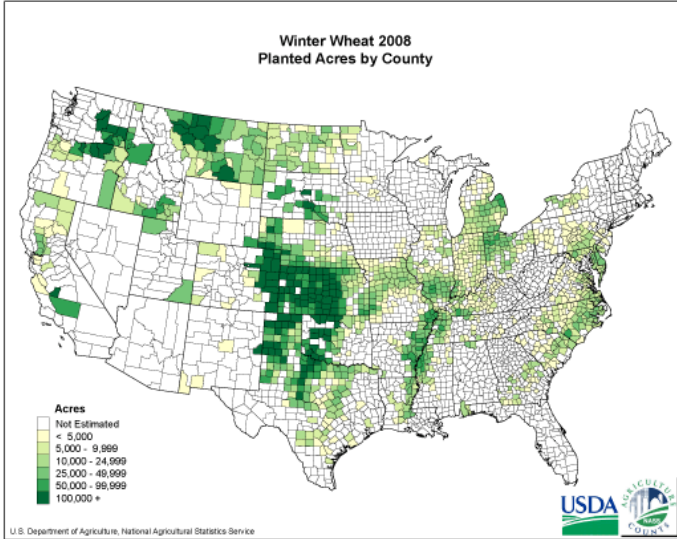 Winter Wheat 2008
Planted Acres by County
Acres
Not Estimated
< 5,000
5,000 - 9,999
10,000 - 24,999
25,000 - 49,999
50,000 - 99,999
100,000 +
U.S. Department of Agriculture, National Agricultural Statistics Service
USDA
AGRICULTURE
NASS
COUNTS